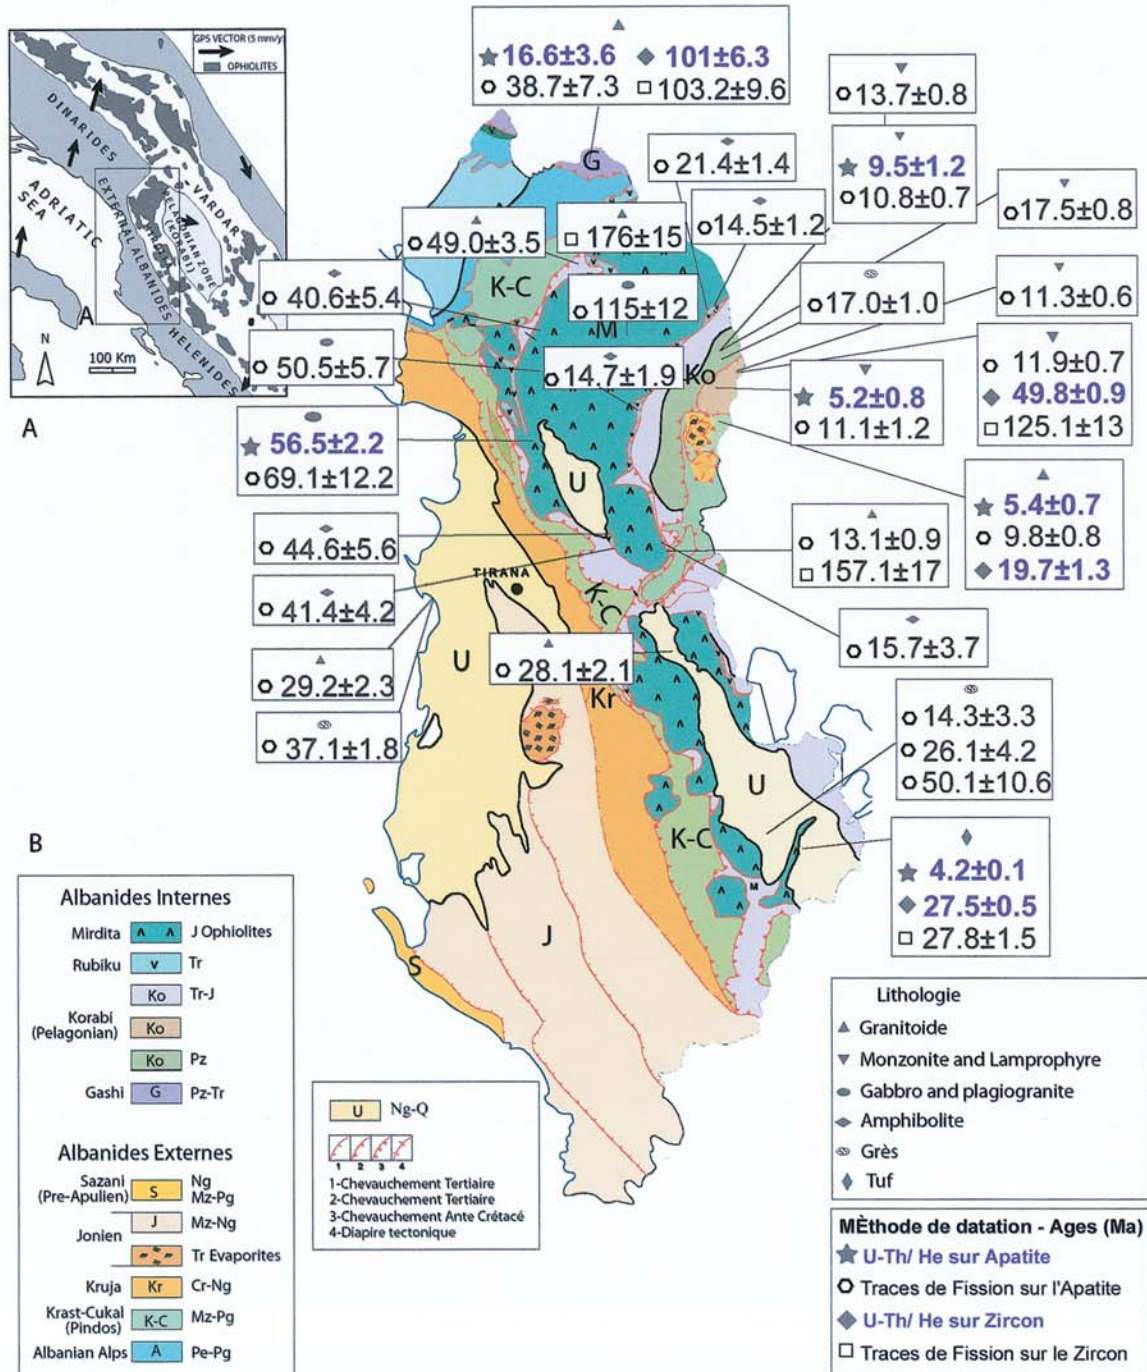 GPS VECTOR (5 mm/y)
OPHIOLITES
DINARIDES
ADRIATIC
SEA
EXTERNAL ALBANIDES
HELENIDES
VARDAR
PELAGONIAN ZONE
(KORABI)
A
N
100 Km
A
16.6±3.6 101±6.3
38.7±7.3 103.2±9.6
13.7±0.8
21.4±1.4
9.5±1.2
10.8±0.7
G
17.5±0.8
14.5±1.2
49.0±3.5
176±15
K-C
40.6±5.4
115±12
M
17.0±1.0
11.3±0.6
50.5±5.7
14.7±1.9
Ko
11.9±0.7
49.8±0.9
125.1±13
5.2±0.8
11.1±1.2
56.5±2.2
69.1±12.2
U
5.4±0.7
9.8±0.8
19.7±1.3
44.6±5.6
13.1±0.9
157.1±17
TIRANA
K-C
41.4±4.2
15.7±3.7
U
28.1±2.1
29.2±2.3
Kr
37.1±1.8
14.3±3.3
26.1±4.2
50.1±10.6
U
K-C
M
4.2±0.1
27.5±0.5
27.8±1.5
J
S
B
Albanides Internes
Mirdita ʌ ʌ J Ophiolites
Rubiku v Tr
Ko Tr-J
Korabi
(Pelagonian)
Ko
Ko Pz
Gashi G Pz-Tr
Albanides Externes
Sazani
(Pre-Apulien)
S Ng
Mz-Pg
Jonien J Mz-Ng
Tr Evaporites
Kruja Kr Cr-Ng
Krast-Cukal
(Pindos)
K-C Mz-Pg
Albanian Alps A Pe-Pg
U Ng-Q
1 2 3 4
1-Chevauchement Tertiaire
2-Chevauchement Tertiaire
3-Chevauchement Ante Crétacé
4-Diapire tectonique
Lithologie
Granitoide
Monzonite and Lamprophyre
Gabbro and plagiogranite
Amphibolite
Grès
Tuf
MÈthode de datation - Ages (Ma)
U-Th/ He sur Apatite
Traces de Fission sur l'Apatite
U-Th/ He sur Zircon
Traces de Fission sur le Zircon